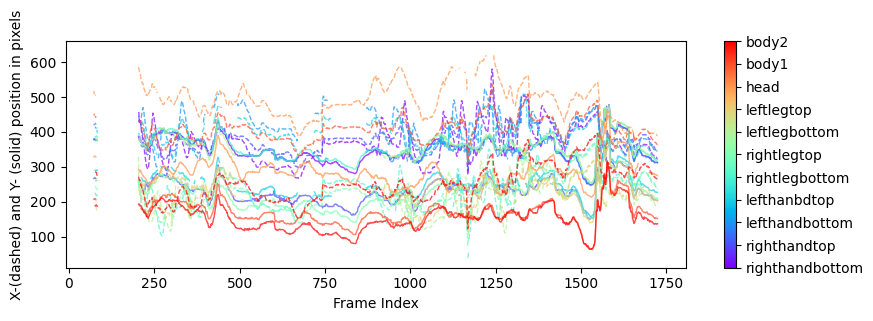 X-(dashed) and Y- (solid) position in pixels
600
500
400
300
200
100
0
250
500
750
1000
1250
1500
1750
Frame Index
body2
body1
head
leftlegtop
leftlegbottom
rightlegtop
rightlegbottom
lefthanbdtop
lefthandbottom
righthandtop
righthandbottom